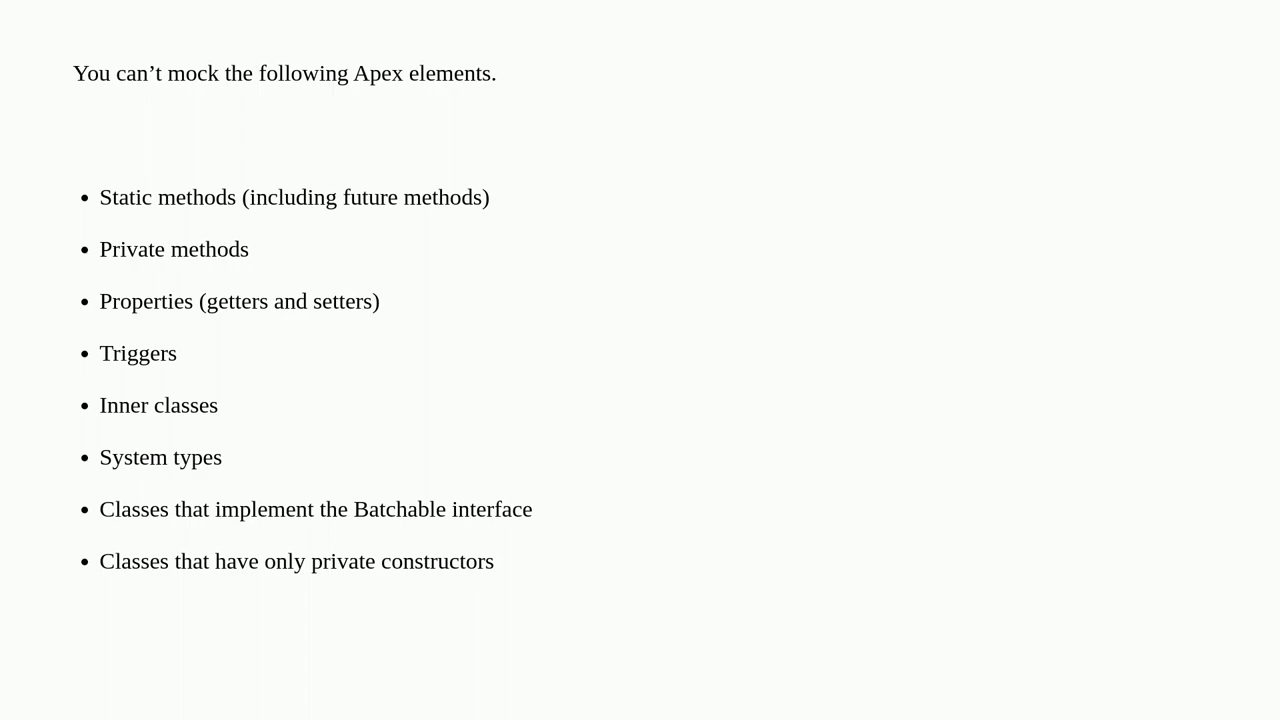 You can’t mock the following Apex elements.
• Static methods (including future methods)
• Private methods
• Properties (getters and setters)
• Triggers
• Inner classes
• System types
• Classes that implement the Batchable interface
• Classes that have only private constructors